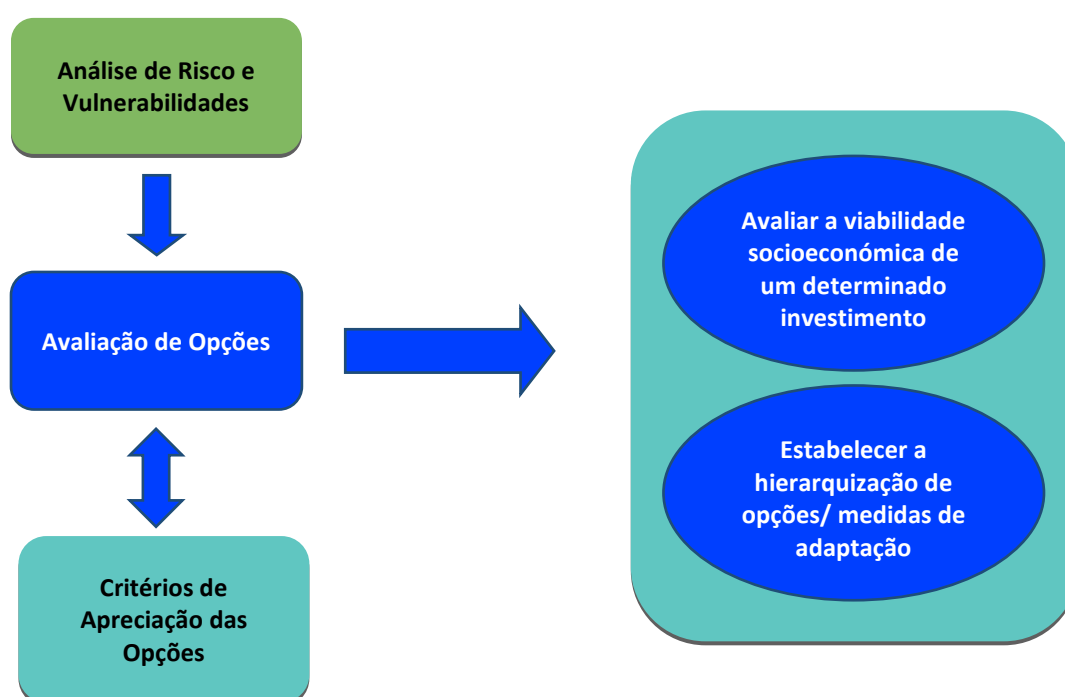 Análise de Risco e
Vulnerabilidades
Avaliação de Opções
Critérios de
Apreciação das
Opções
Avaliar a viabilidade
socioeconómica de
um determinado
investimento
Estabelecer a
hierarquização de
opções/ medidas de
adaptação